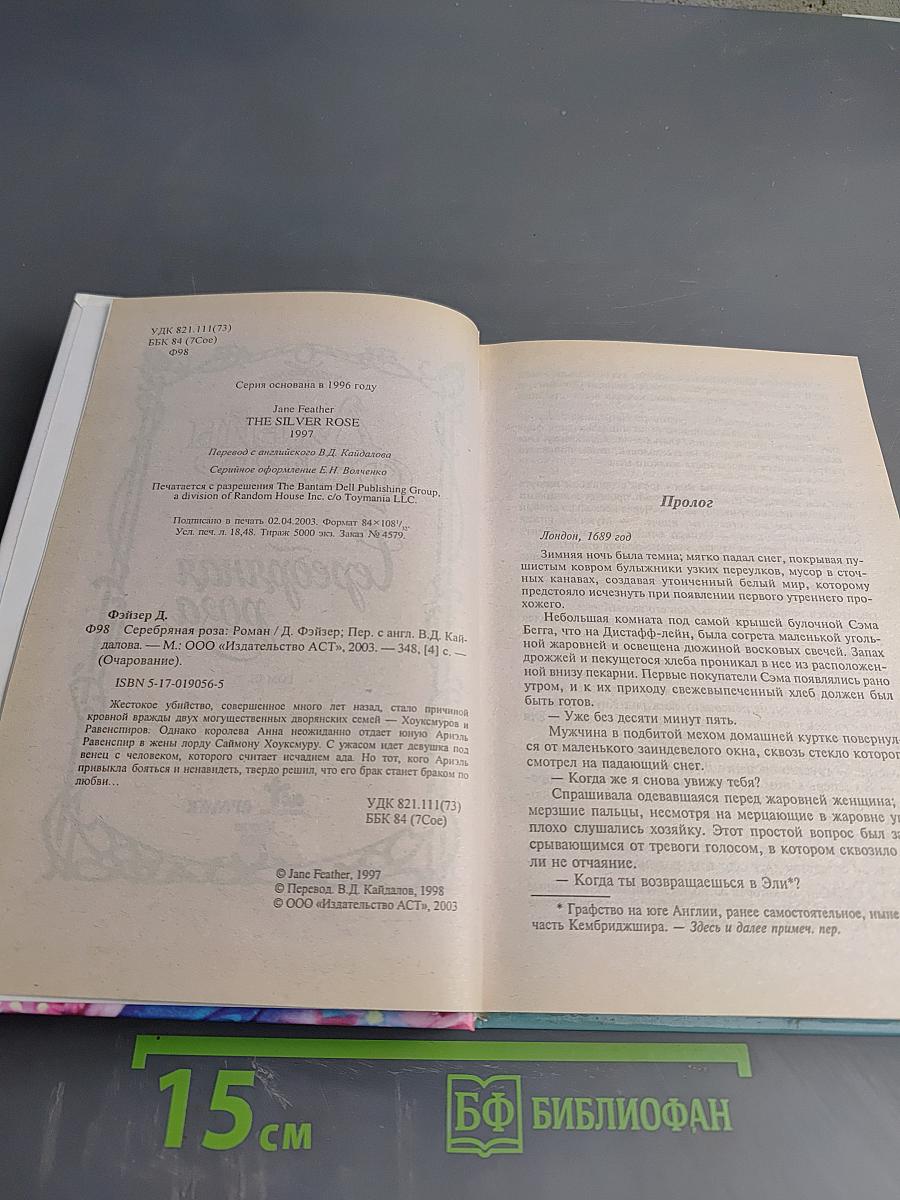 УДК 821.111(73)
ББК 84 (7Сое)
Ф98
Серия основана в 1996 году
Jane Feather
THE SILVER ROSE
1997
Перевод с английского В.Д. Кайдалова
Серийное оформление Е.Н. Волченко
Печатается с разрешения The Bantam Dell Publishing Group,
a division of Random House Inc. c/o Toymania LLC.
Подписано в печать 02.04.2003. Формат 84×108¹/₃₂.
Усл. печ. л. 18,48. Тираж 5000 экз. Заказ № 4579.
Фэйзер Д.
Ф98 Серебряная роза: Роман / Д. Фэйзер; Пер. с англ. В.Д. Кай-
далова. — М.: ООО «Издательство АСТ», 2003. — 348, [4] с. —
(Очарование).
ISBN 5-17-019056-5
Жестокое убийство, совершенное много лет назад, стало причиной
кровной вражды двух могущественных дворянских семей — Хоуксмуров и
Равенспиров. Однако королева Анна неожиданно отдает юную Ариэль
Равенспир в жены лорду Саймону Хоуксмуру. С ужасом идет девушка под
венец с человеком, которого считает исчадием ада. Но тот, кого Ариэль
привыкла бояться и ненавидеть, твердо решил, что его брак станет браком по
любви...
УДК 821.111(73)
ББК 84 (7Сое)
© Jane Feather, 1997
© Перевод. В.Д. Кайдалов, 1998
© ООО «Издательство АСТ», 2003
Пролог
Лондон, 1689 год
Зимняя ночь была темна; мягко падал снег, покрывая пу-
шистым ковром булыжники узких переулков, мусор в сточ-
ных канавах, создавая утонченный белый мир, которому
предстояло исчезнуть при появлении первого утреннего про-
хожего.
Небольшая комната под самой крышей булочной Сэма
Бегга, что на Дистафф-лейн, была согрета маленькой уголь-
ной жаровней и освещена дюжиной восковых свечей. Запах
дрожжей и пекущегося хлеба проникал в нее из расположен-
ной внизу пекарни. Первые покупатели Сэма появлялись рано
утром, и к их приходу свежевыпеченный хлеб должен был
быть готов.
— Уже без десяти минут пять.
Мужчина в подбитой мехом домашней куртке повернул-
ся от маленького заиндевелого окна, сквозь стекло которог
смотрел на падающий снег.
— Когда же я снова увижу тебя?
Спрашивала одевавшаяся перед жаровней женщина;
мерзшие пальцы, несмотря на мерцающие в жаровне уг
плохо слушались хозяйку. Этот простой вопрос был за
срывающимся от тревоги голосом, в котором сквозило
ли не отчаяние.
— Когда ты возвращаешься в Эли*?
* Графство на юге Англии, ранее самостоятельное, ныне
часть Кембриджшира. — Здесь и далее примеч. пер.
15 см
БФ БИБЛИОФАН